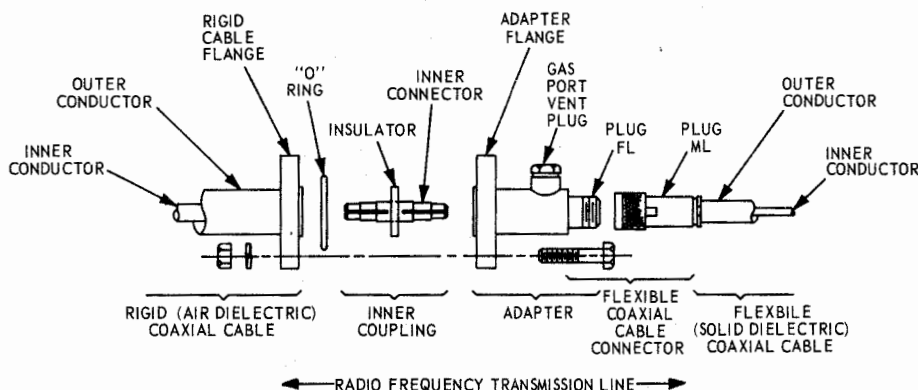 RIGID
CABLE
FLANGE
ADAPTER
FLANGE
"O"
RING
INNER
CONNECTOR
GAS
PORT
VENT
PLUG
OUTER
CONDUCTOR
INSULATOR
PLUG
FL
PLUG
ML
OUTER
CONDUCTOR
INNER
CONDUCTOR
INNER
CONDUCTOR
RIGID (AIR DIELECTRIC)
COAXIAL CABLE
INNER
COUPLING
ADAPTER
FLEXIBLE
COAXIAL
CABLE
CONNECTOR
FLEXBILE
(SOLID DIELECTRIC)
COAXIAL CABLE
RADIO FREQUENCY TRANSMISSION LINE